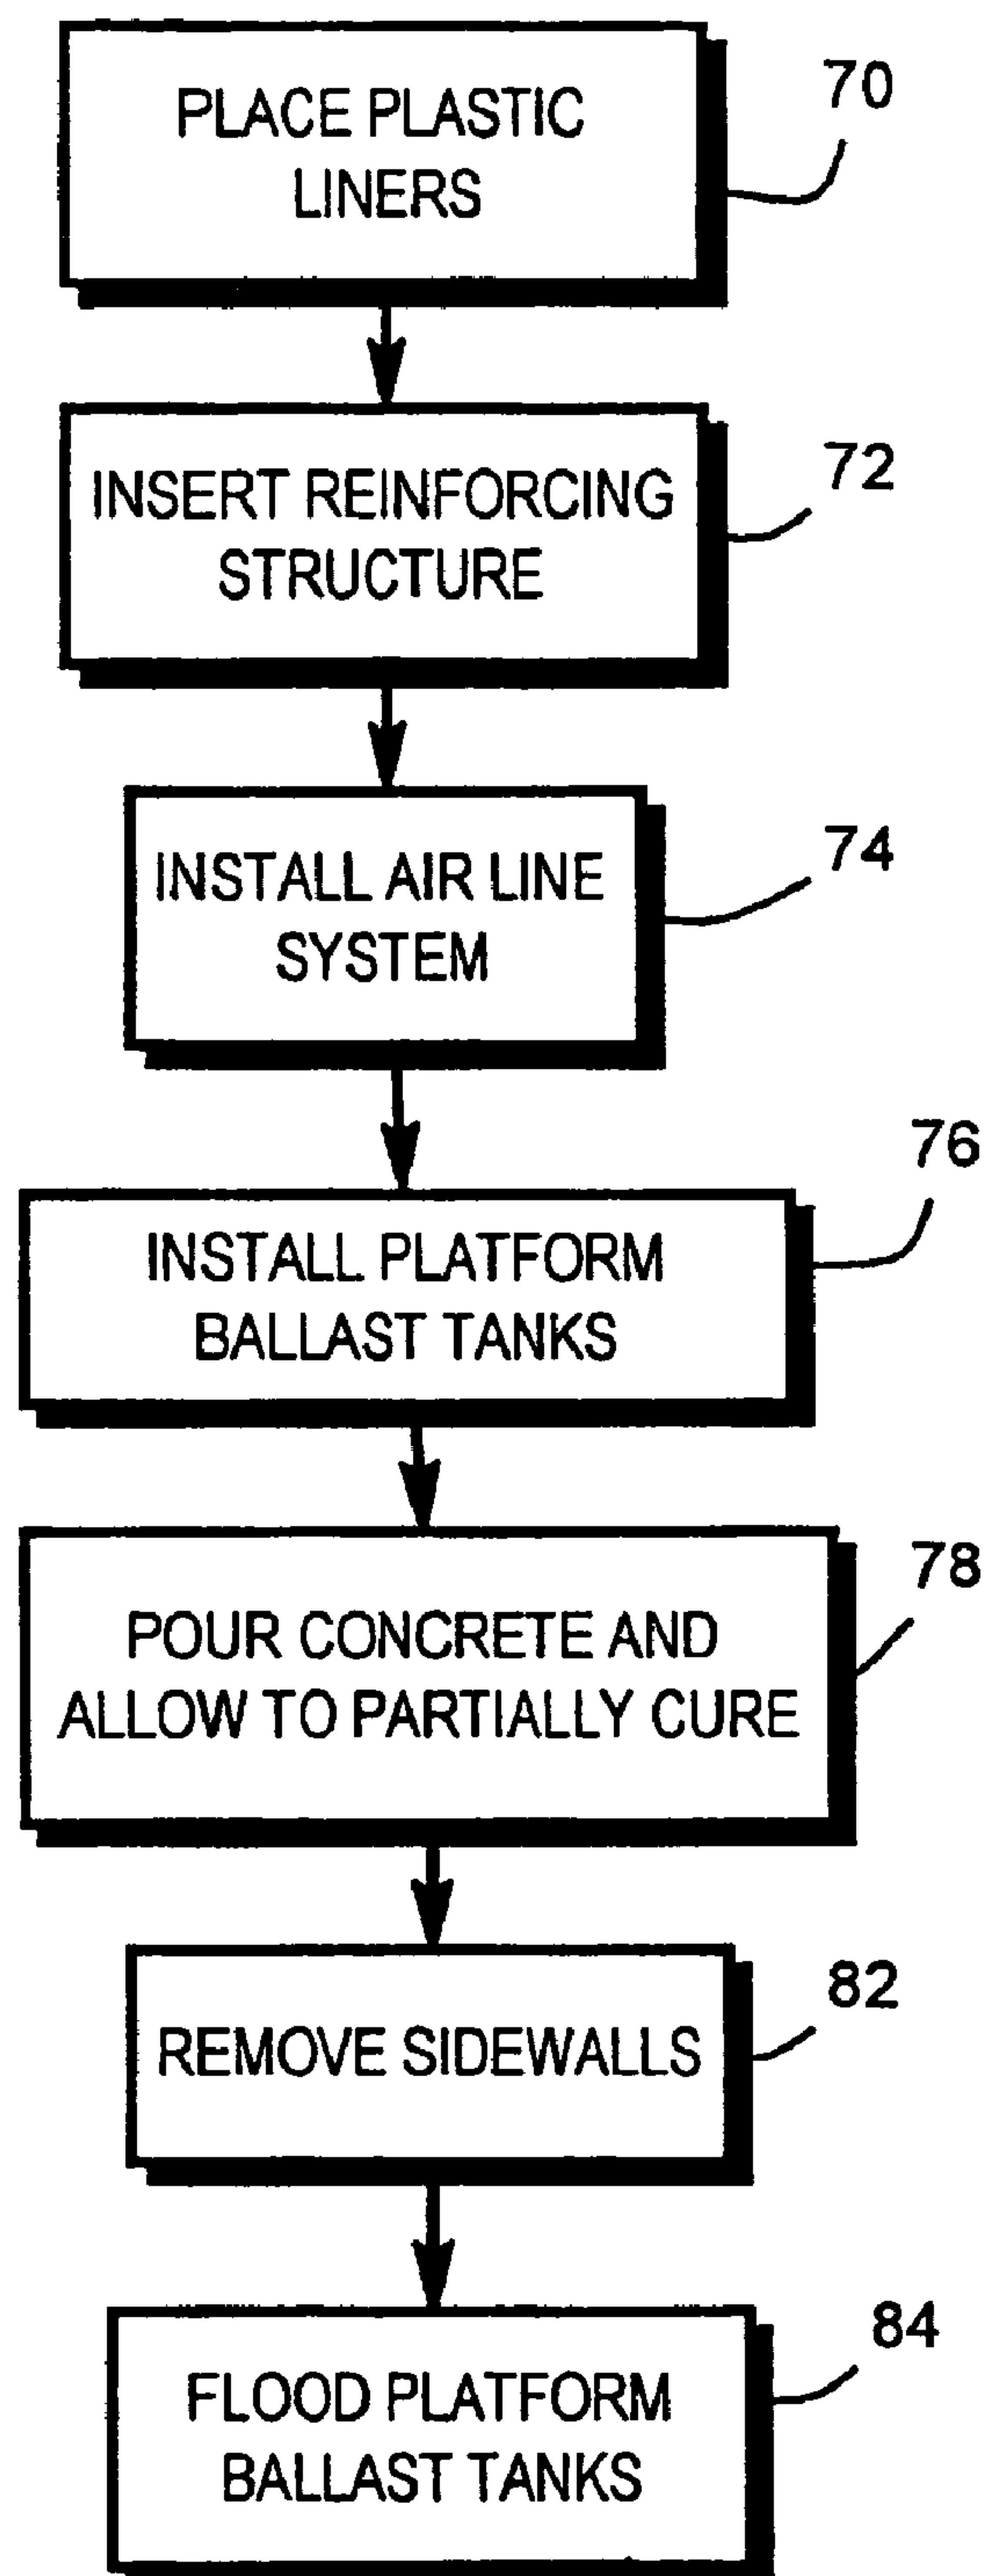 PLACE PLASTIC
LINERS
70
INSERT REINFORCING
STRUCTURE
72
INSTALL AIR LINE
SYSTEM
74
INSTALL PLATFORM
BALLAST TANKS
76
POUR CONCRETE AND
ALLOW TO PARTIALLY CURE
78
REMOVE SIDEWALLS
82
FLOOD PLATFORM
BALLAST TANKS
84